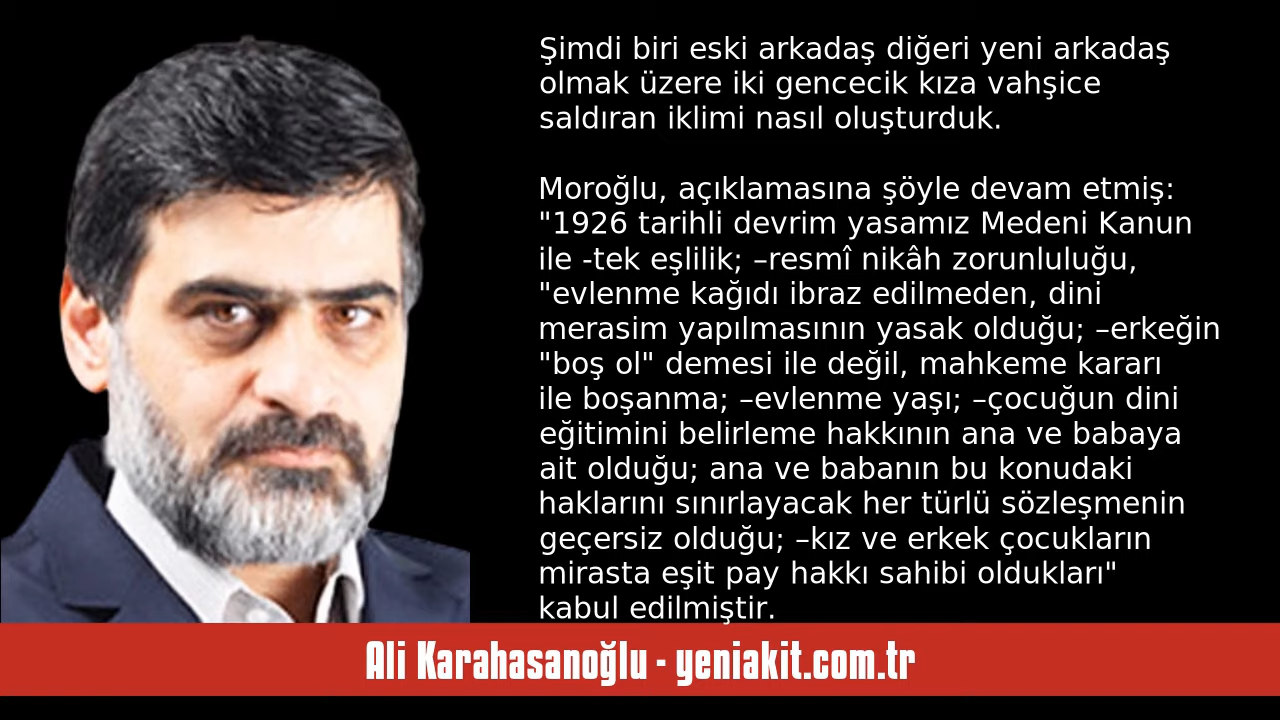 Şimdi biri eski arkadaş diğeri yeni arkadaş
olmak üzere iki gencecik kıza vahşice
saldıran iklimi nasıl oluşturduk.
Moroğlu, açıklamasına şöyle devam etmiş:
"1926 tarihli devrim yasamız Medeni Kanun
ile -tek eşlilik; –resmî nikâh zorunluluğu,
"evlenme kağıdı ibraz edilmeden, dini
merasim yapılmasının yasak olduğu; –erkeğin
"boş ol" demesi ile değil, mahkeme kararı
ile boşanma; –evlenme yaşı; –çocuğun dini
eğitimini belirleme hakkının ana ve babaya
ait olduğu; ana ve babanın bu konudaki
haklarını sınırlayacak her türlü sözleşmenin
geçersiz olduğu; –kız ve erkek çocukların
mirasta eşit pay hakkı sahibi oldukları"
kabul edilmiştir.
Ali Karahasanoğlu - yeniakit.com.tr